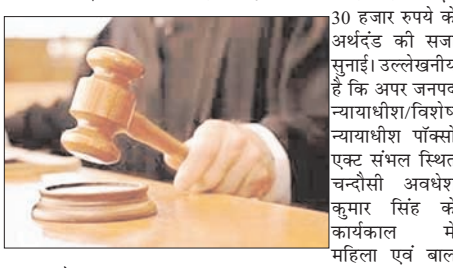 30 हजार रुपये के
अर्थदंड की सजा
सुनाई। उल्लेखनीय
है कि अपर जनपद
न्यायाधीश/विशेष
न्यायाधीश पॉक्सो
एक्ट संभल स्थित
चन्दौसी अवधेश
कुमार सिंह के
कार्यकाल में
महिला एवं बाल